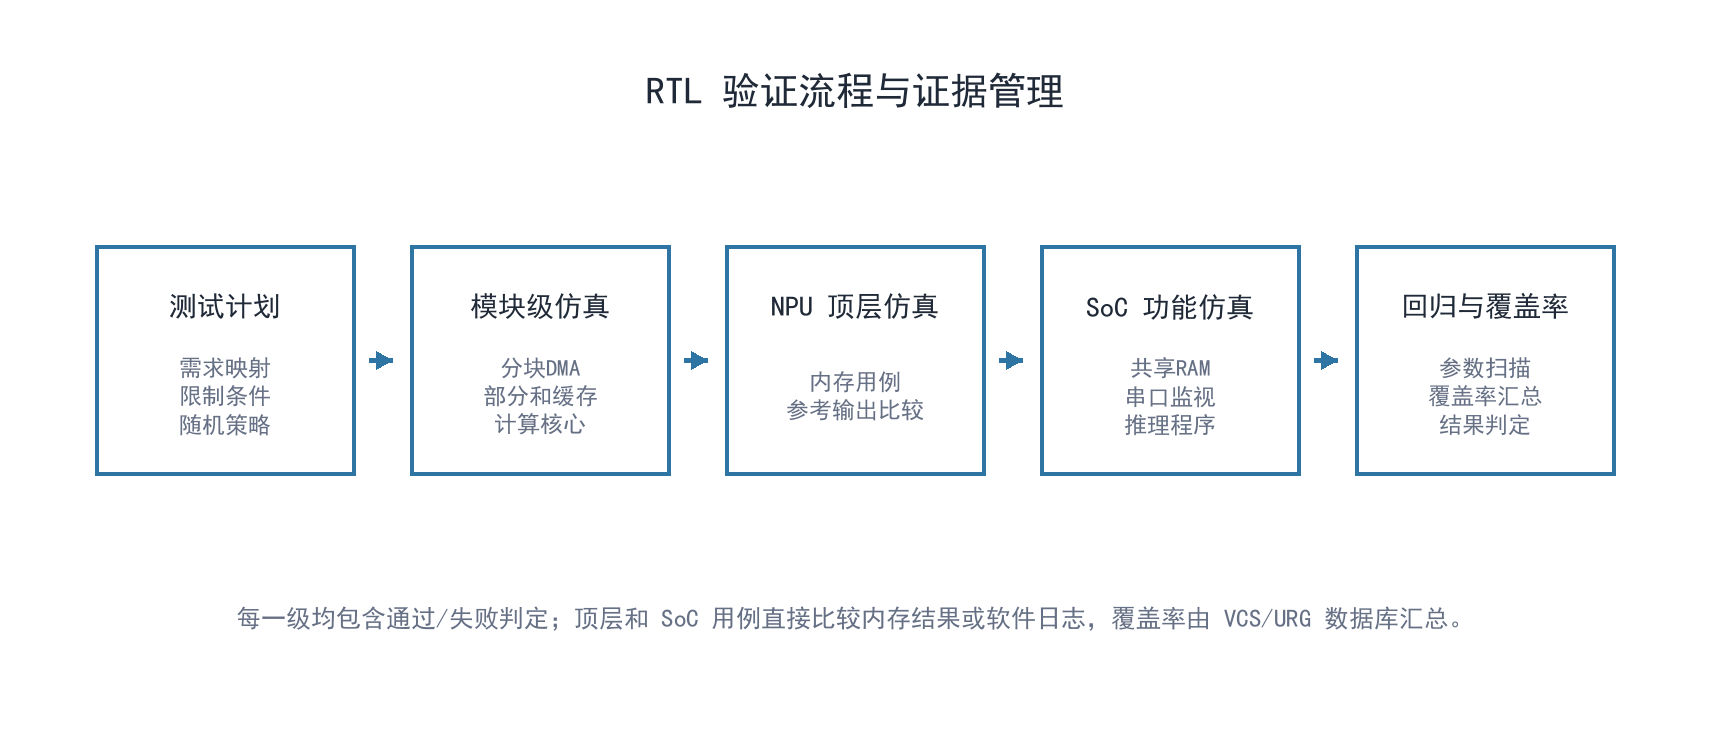 RTL 验证流程与证据管理
测试计划
需求映射
限制条件
随机策略
模块级仿真
分块DMA
部分和缓存
计算核心
NPU 顶层仿真
内存用例
参考输出比较
SoC 功能仿真
共享RAM
串口监视
推理程序
回归与覆盖率
参数扫描
覆盖率汇总
结果判定
每一级均包含通过/失败判定；顶层和 SoC 用例直接比较内存结果或软件日志，覆盖率由 VCS/URG 数据库汇总。